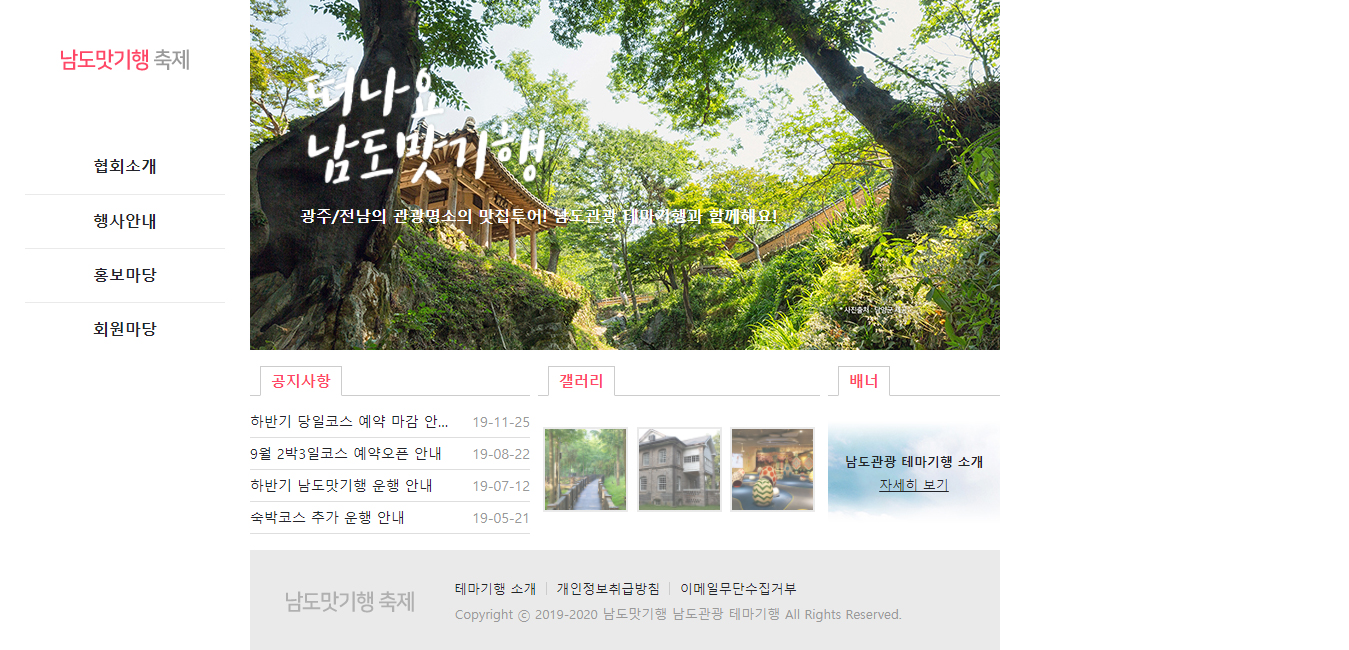 남도맛기행 축제
협회소개
행사안내
홍보마당
회원마당
떠나요
남도맛기행
광주/전남의 관광명소의 맛집투어! 남도관광 테마기행과 함께해요!
공지사항
하반기 당일코스 예약 마감 안... 19-11-25
9월 2박3일코스 예약오픈 안내 19-08-22
하반기 남도맛기행 운행 안내 19-07-12
숙박코스 추가 운행 안내 19-05-21
갤러리
배너
남도관광 테마기행 소개
자세히 보기
남도맛기행 축제
테마기행 소개 | 개인정보취급방침 | 이메일무단수집거부
Copyright ⓒ 2019-2020 남도맛기행 남도관광 테마기행 All Rights Reserved.